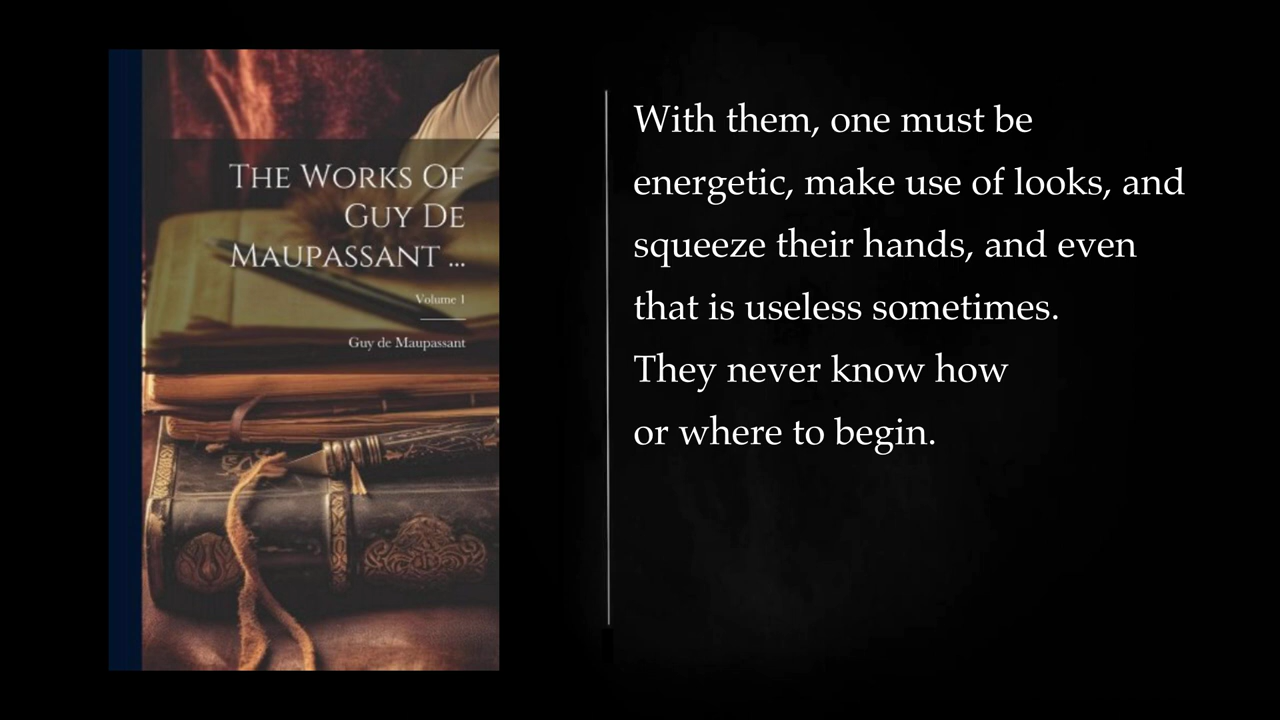 The Works Of
Guy De
Maupassant ...
Volume 1
Guy de Maupassant
With them, one must be
energetic, make use of looks, and
squeeze their hands, and even
that is useless sometimes.
They never know how
or where to begin.